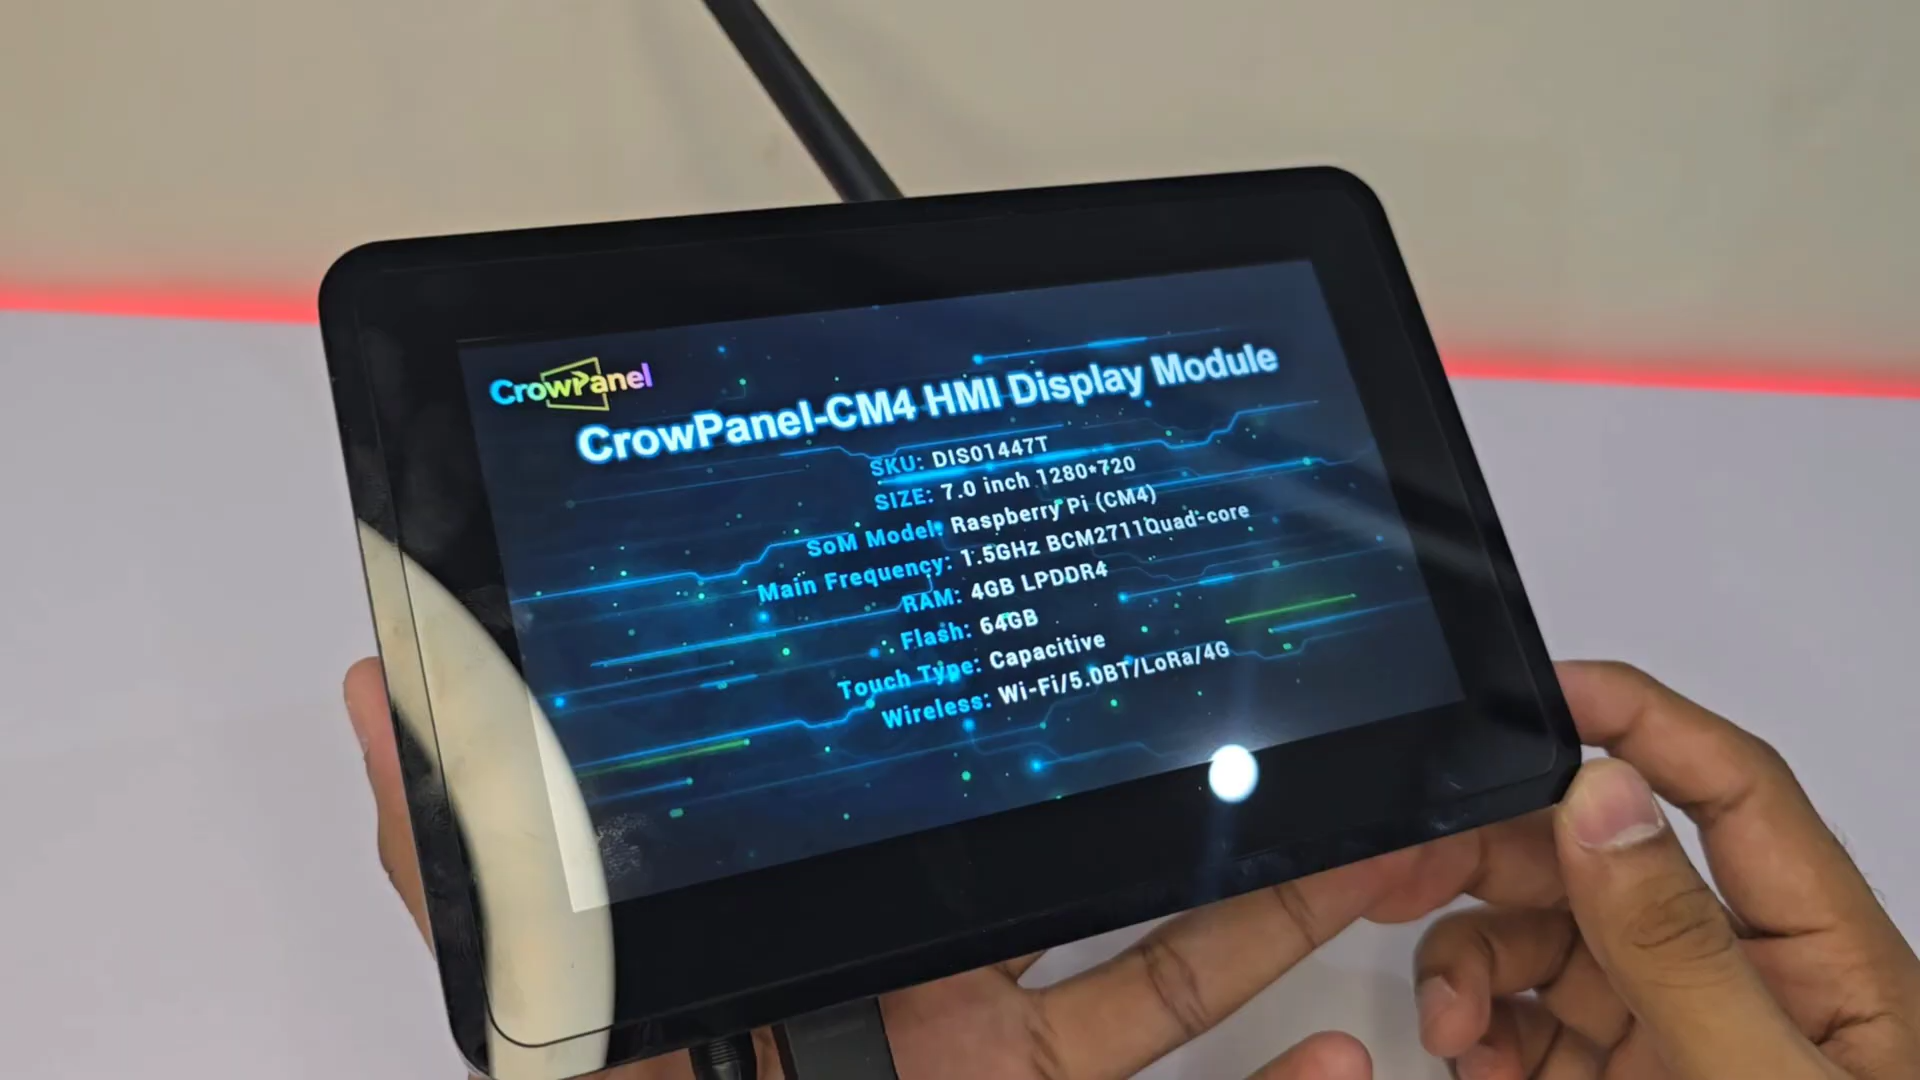 CrowPanel
CrowPanel-CM4 HMI Display Module
SKU: DIS01447T
SIZE: 7.0 inch 1280*720
SoM Model: Raspberry Pi (CM4)
Main Frequency: 1.5GHz BCM2711Quad-core
RAM: 4GB LPDDR4
Flash: 64GB
Touch Type: Capacitive
Wireless: Wi-Fi/5.0BT/LoRa/4G